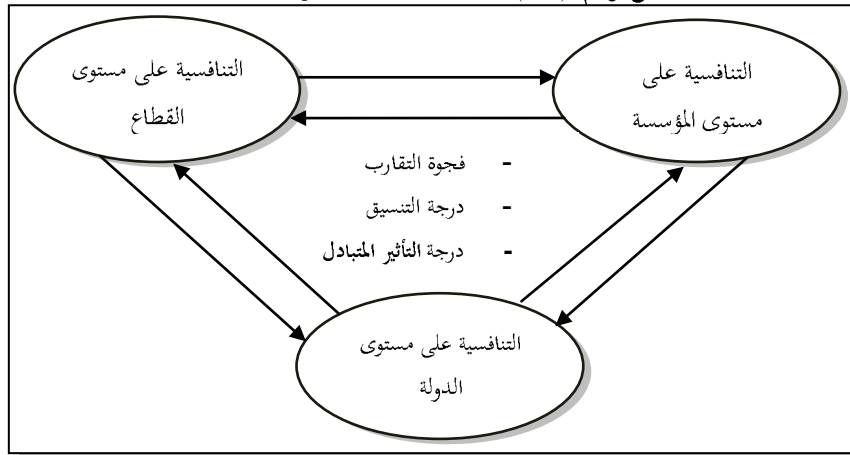 التنافسية على
مستوى المؤسسة
التنافسية على مستوى
القطاع
- فجوة التقارب
- درجة التنسيق
- درجة التأثير المتبادل
التنافسية على مستوى
الدولة